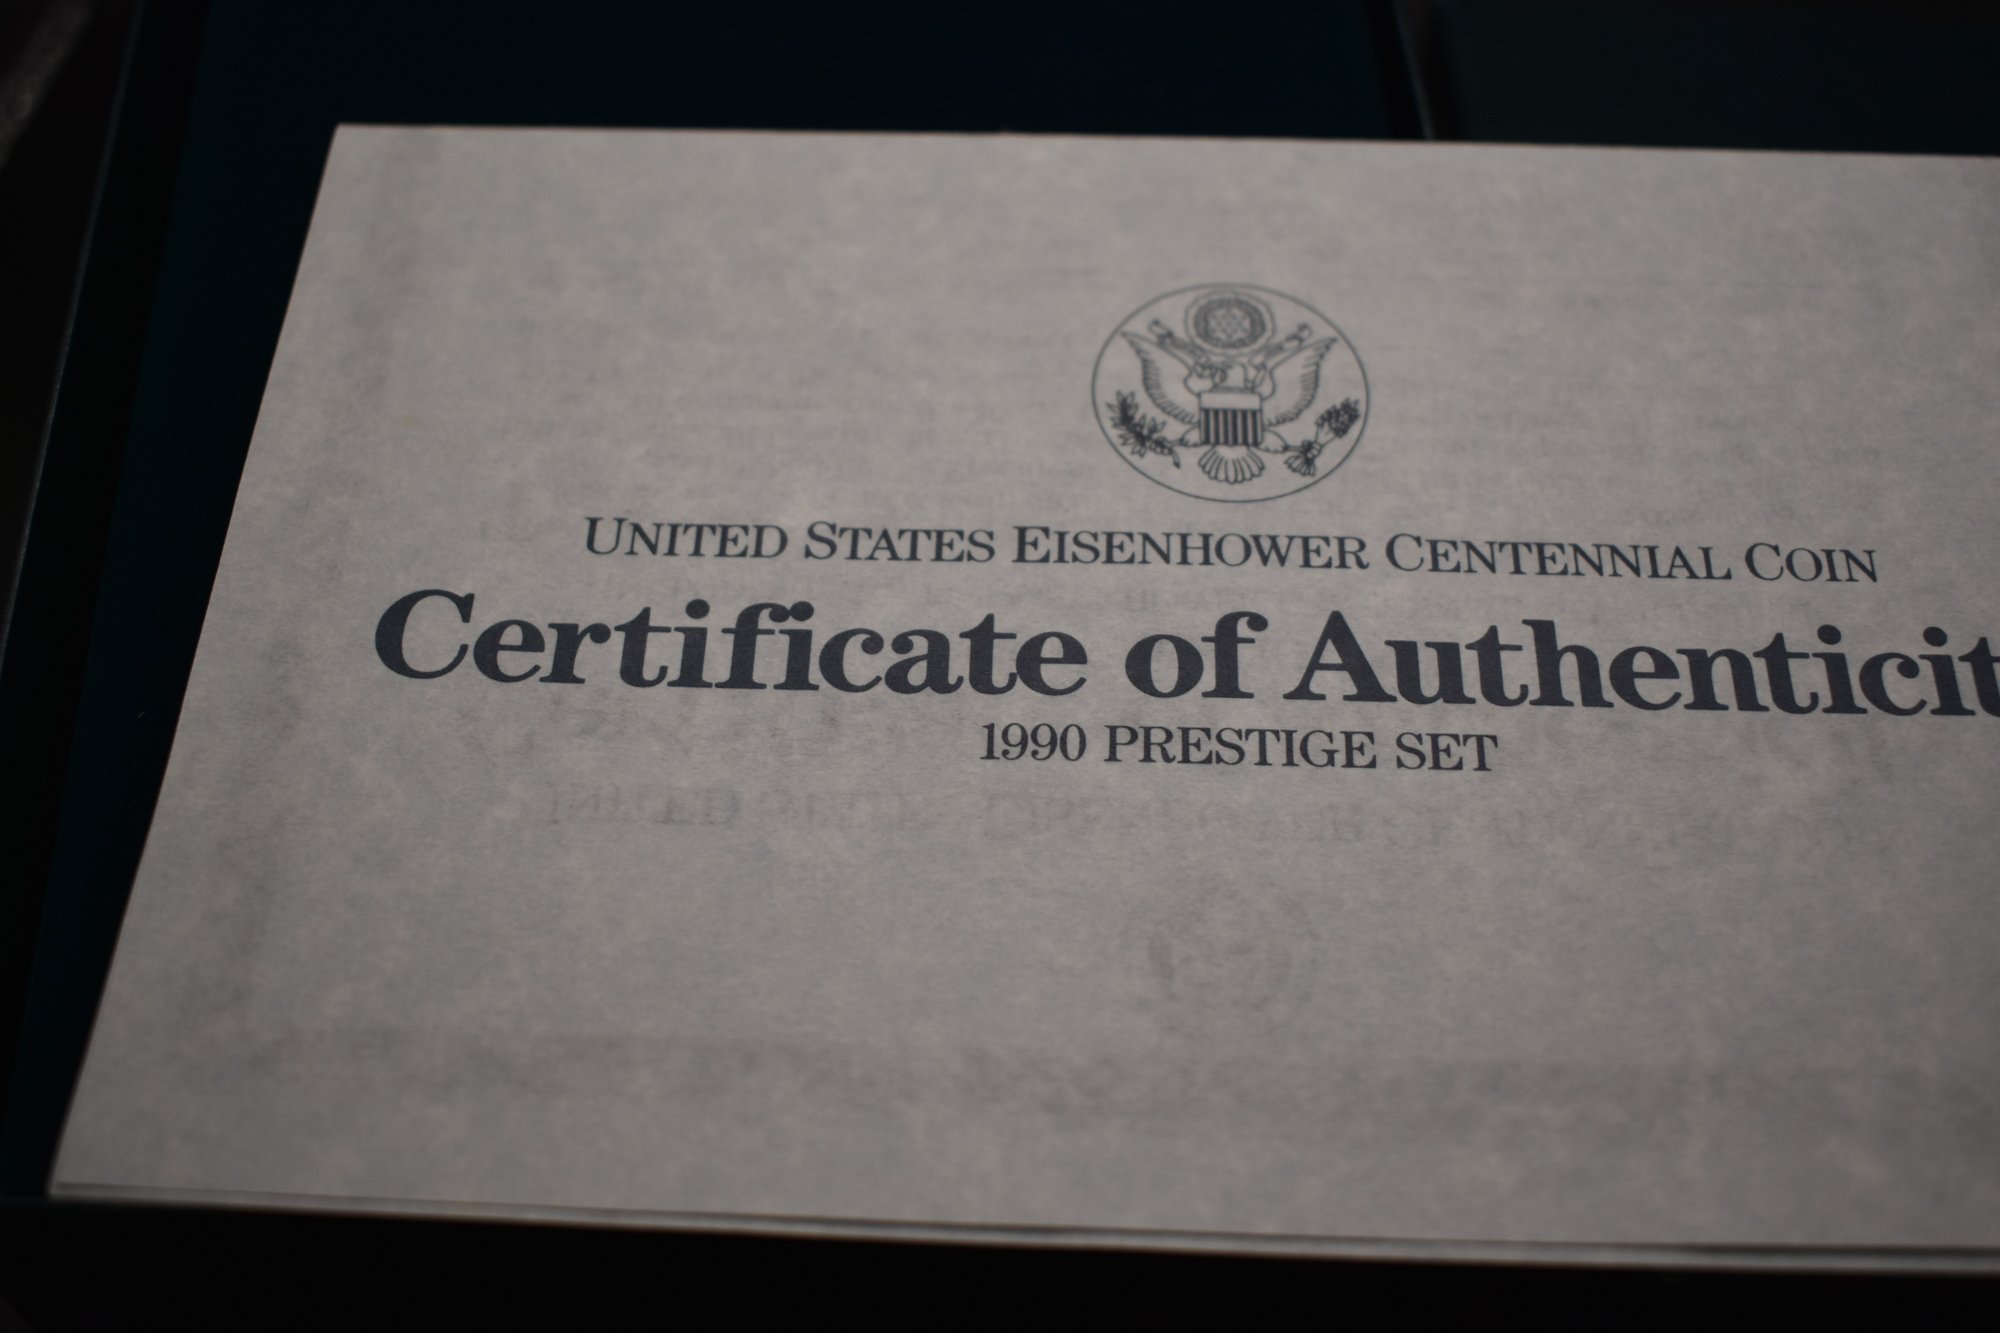 UNITED STATES EISENHOWER CENTENNIAL COIN
Certificate of Authenticit
1990 PRESTIGE SET